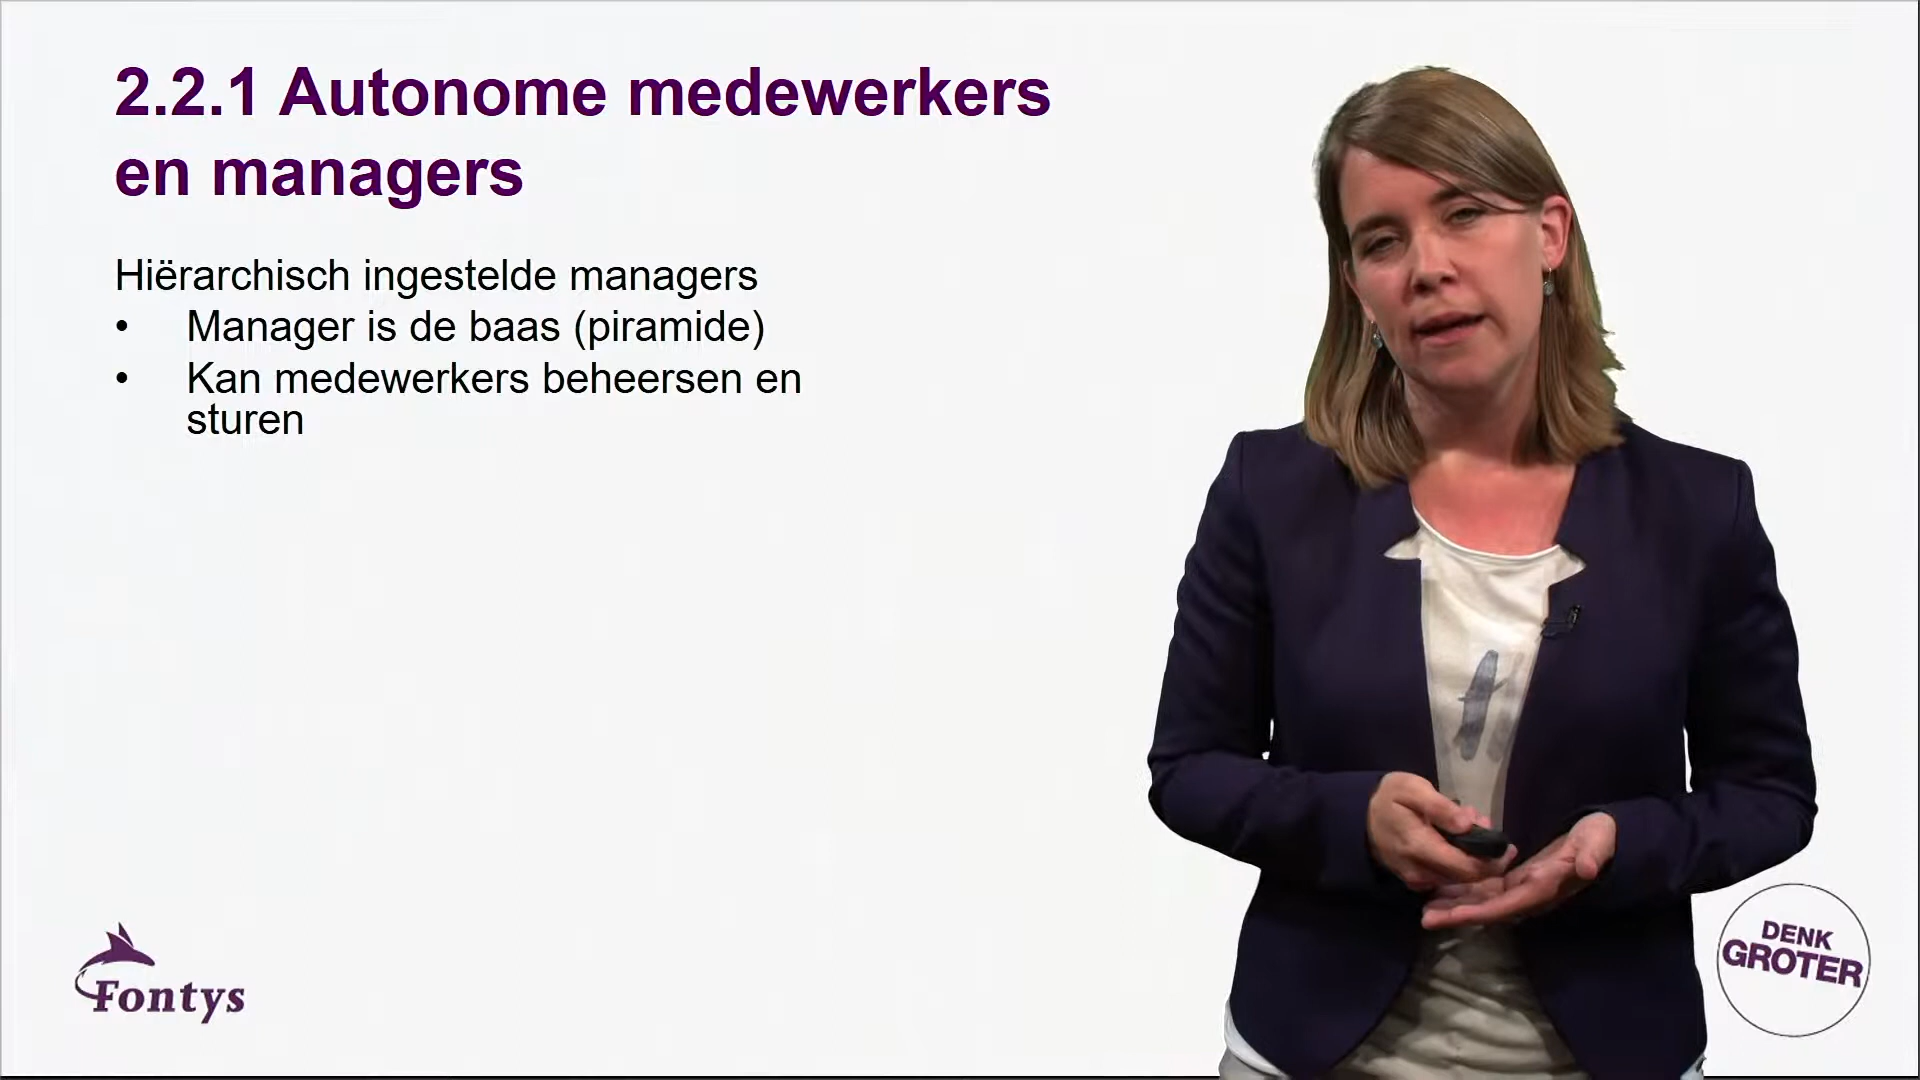 2.2.1 Autonome medewerkers
en managers
Hiërarchisch ingestelde managers
• Manager is de baas (piramide)
• Kan medewerkers beheersen en
sturen
Fontys
DENK
GROTER